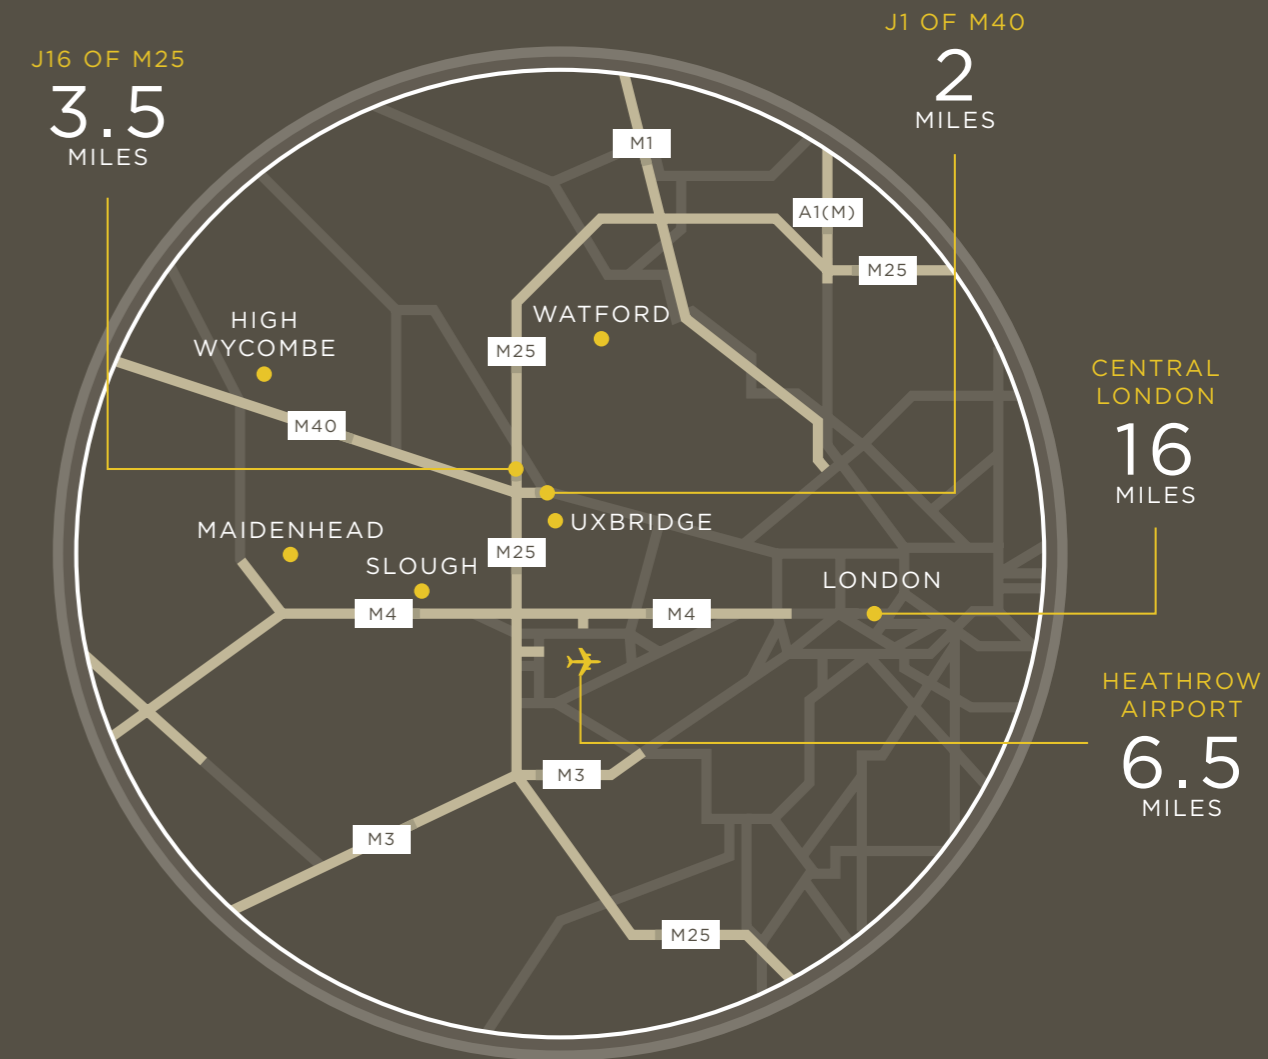 J1 OF M40
2
MILES
J16 OF M25
3.5
MILES
M1
A1(M)
M25
WATFORD
HIGH
WYCOMBE
M25
CENTRAL
LONDON
16
MILES
M40
UXBRIDGE
MAIDENHEAD
M25
SLOUGH
LONDON
M4
M4
HEATHROW
AIRPORT
6.5
MILES
M3
M3
M25